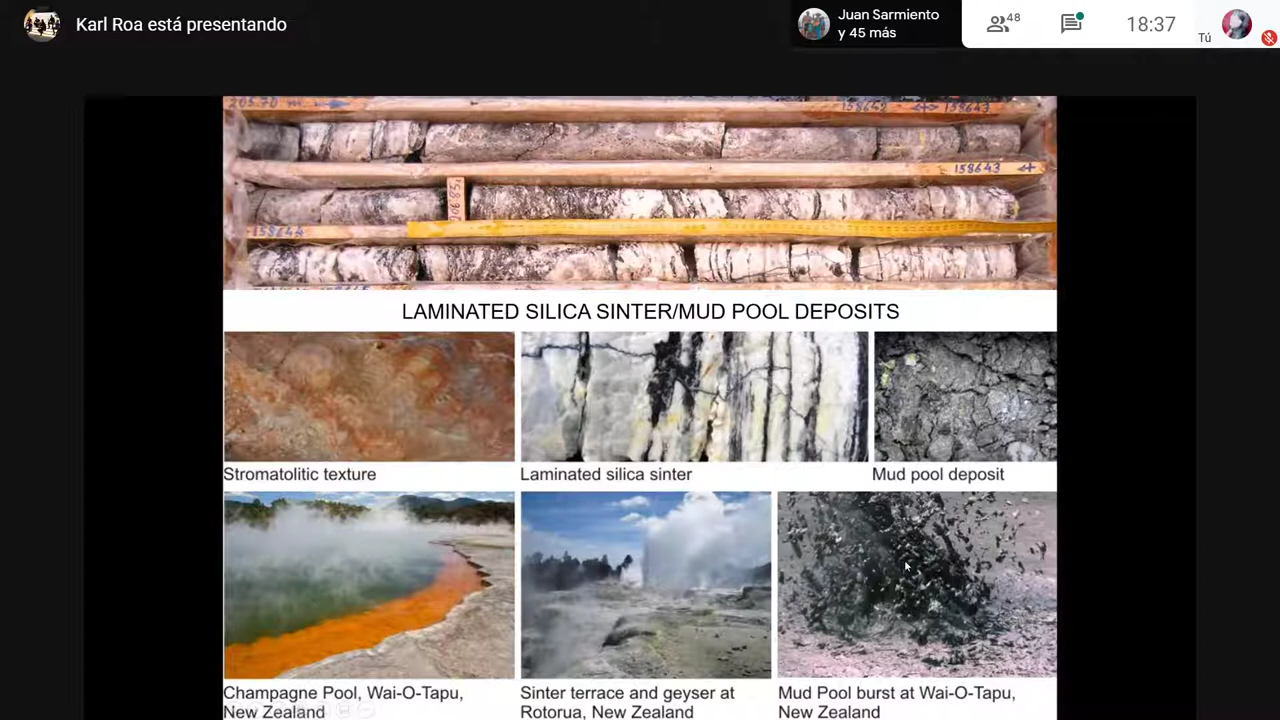 Karl Roa está presentando
Juan Sarmiento
y 45 más
48
18:37
Tú
158643
158644
LAMINATED SILICA SINTER/MUD POOL DEPOSITS
Stromatolitic texture
Laminated silica sinter
Mud pool deposit
Champagne Pool, Wai-O-Tapu,
New Zealand
Sinter terrace and geyser at
Rotorua, New Zealand
Mud Pool burst at Wai-O-Tapu,
New Zealand